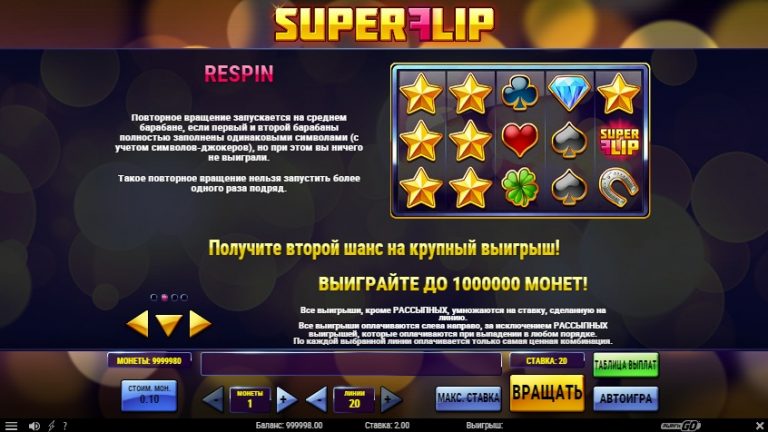 SUPER FLIP
RESPIN
Повторное вращение запускается на среднем
барабане, если первый и второй барабаны
полностью заполнены одинаковыми символами (с
учетом символов-джокеров), но при этом вы ничего
не выиграли.
Такое повторное вращение нельзя запустить более
одного раза подряд.
SUPER
FLIP
Получите второй шанс на крупный выигрыш!
ВЫИГРАЙТЕ ДО 1000000 МОНЕТ!
Все выигрыши, кроме РАССЫПНЫХ, умножаются на ставку, сделанную на
линию.
Все выигрыши оплачиваются слева направо, за исключением РАССЫПНЫХ
выигрышей, которые оплачиваются при выпадении в любом порядке.
По каждой выбранной линии оплачивается только самая ценная комбинация.
МОНЕТЫ: 9999980
СТАВКА: 20
ТАБЛИЦА ВЫПЛАТ
СТОИМ. МОН.
0.10
-
МОНЕТЫ
1
+
-
ЛИНИИ
20
+
МАКС. СТАВКА
ВРАЩАТЬ
АВТОИГРА
?
Баланс: 999998.00
Ставка: 2.00
Выигрыш:
PLAY'N GO